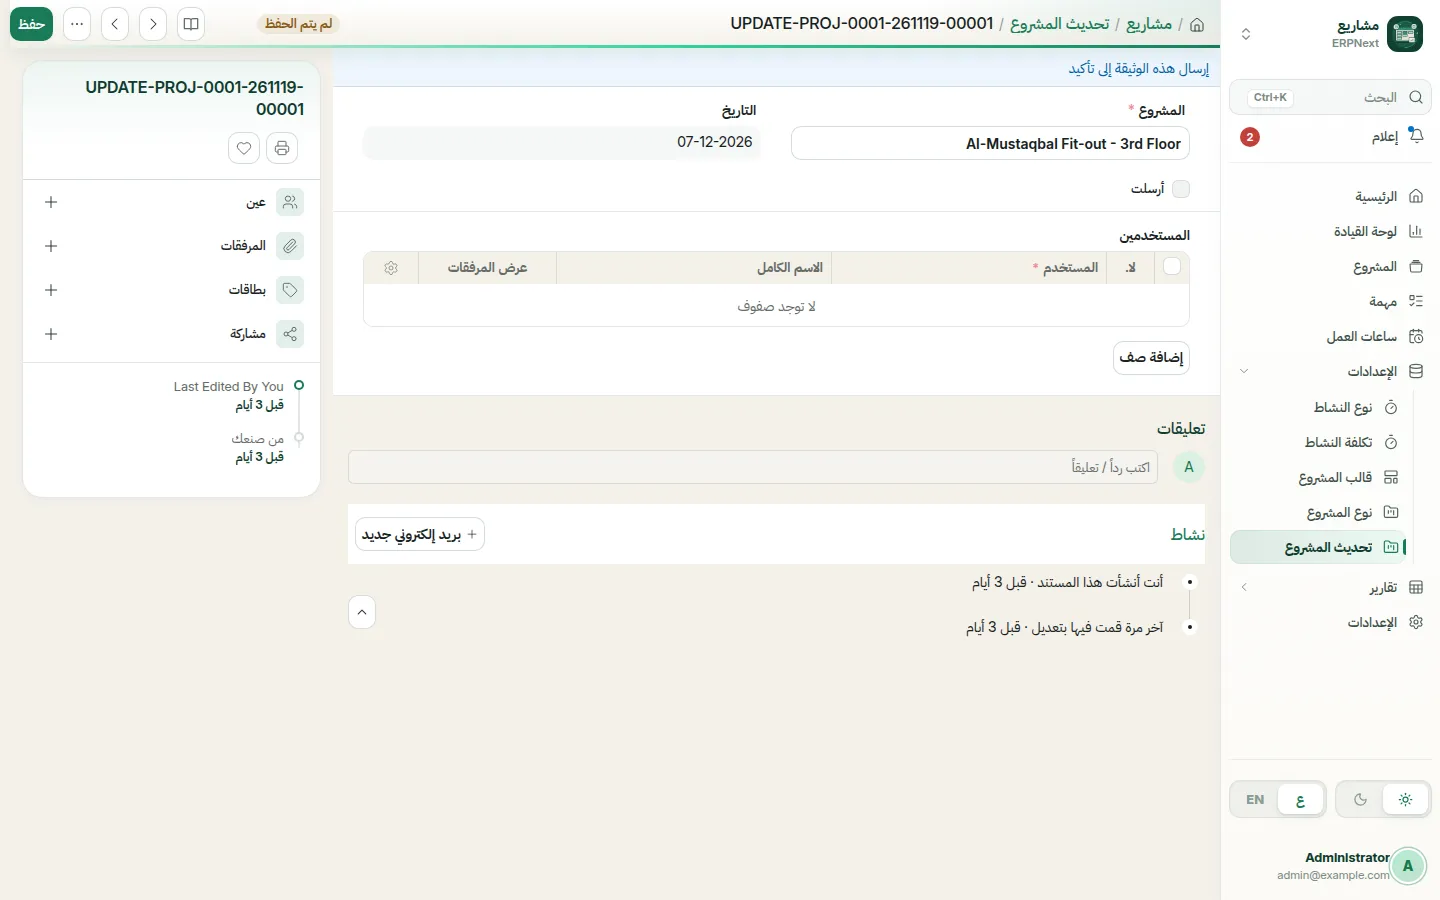 مشاريع
ERPNext
البحث
Ctrl+K
إعلام
2
الرئيسية
لوحة القيادة
المشروع
مهمة
ساعات العمل
الإعدادات
نوع النشاط
تكلفة النشاط
قالب المشروع
نوع المشروع
تحديث المشروع
تقارير
الإعدادات
ع
EN
Administrator
admin@example.com
A
مشاريع / تحديث المشروع / UPDATE-PROJ-0001-261119-00001
لم يتم الحفظ
حفظ
إرسال هذه الوثيقة إلى تأكيد
المشروع *
Al-Mustaqbal Fit-out - 3rd Floor
التاريخ
07-12-2026
أرسلت
المستخدمين
لا.
المستخدم *
الاسم الكامل
عرض المرفقات
لا توجد صفوف
إضافة صف
تعليقات
A
اكتب رداً / تعليقاً
نشاط
+ بريد إلكتروني جديد
أنت أنشأت هذا المستند · قبل 3 أيام
آخر مرة قمت فيها بتعديل · قبل 3 أيام
UPDATE-PROJ-0001-261119-
00001
عين
المرفقات
بطاقات
مشاركة
Last Edited By You
قبل 3 أيام
من صنعك
قبل 3 أيام